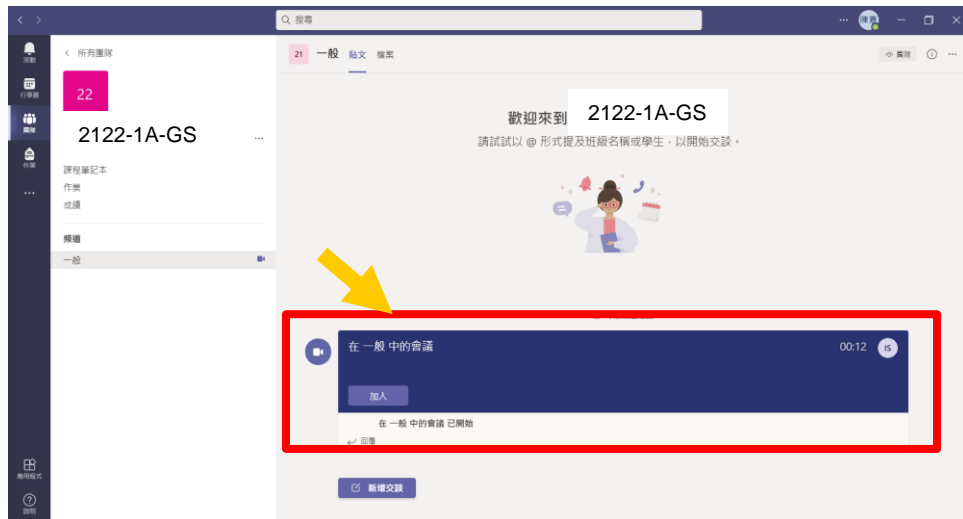 搜尋
活動
行事曆
團隊
作業
應用程式
說明
所有團隊
22
2122-1A-GS
課程筆記本
作業
成績
頻道
一般
21 一般 貼文 檔案
團隊
歡迎來到 2122-1A-GS
請試試以 @ 形式提及班級名稱或學生,以開始交談。
在 一般 中的會議 00:12 IS
加入
在 一般 中的會議 已開始
回覆
新增交談